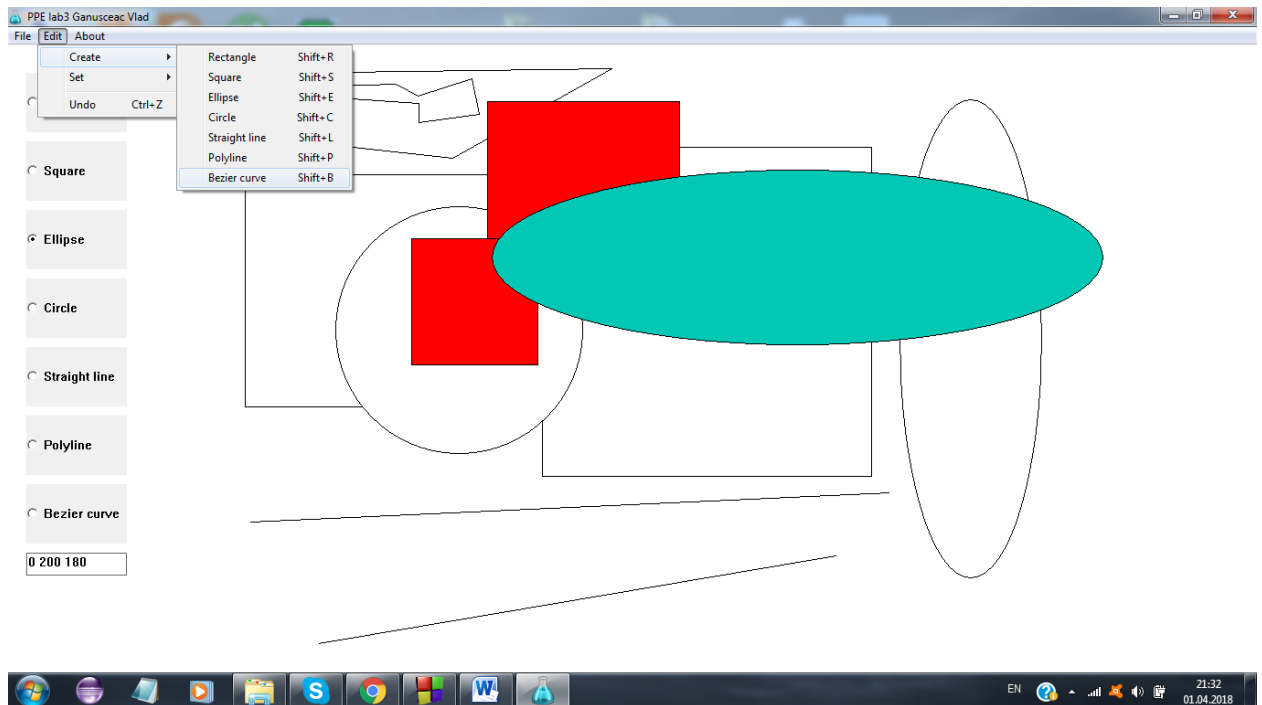 PPE lab3 Ganusceac Vlad
File Edit About
Create
Set
Undo Ctrl+Z
Rectangle Shift+R
Square Shift+S
Ellipse Shift+E
Circle Shift+C
Straight line Shift+L
Polyline Shift+P
Bezier curve Shift+B
Square
Ellipse
Circle
Straight line
Polyline
Bezier curve
0 200 180
EN
21:32
01.04.2018